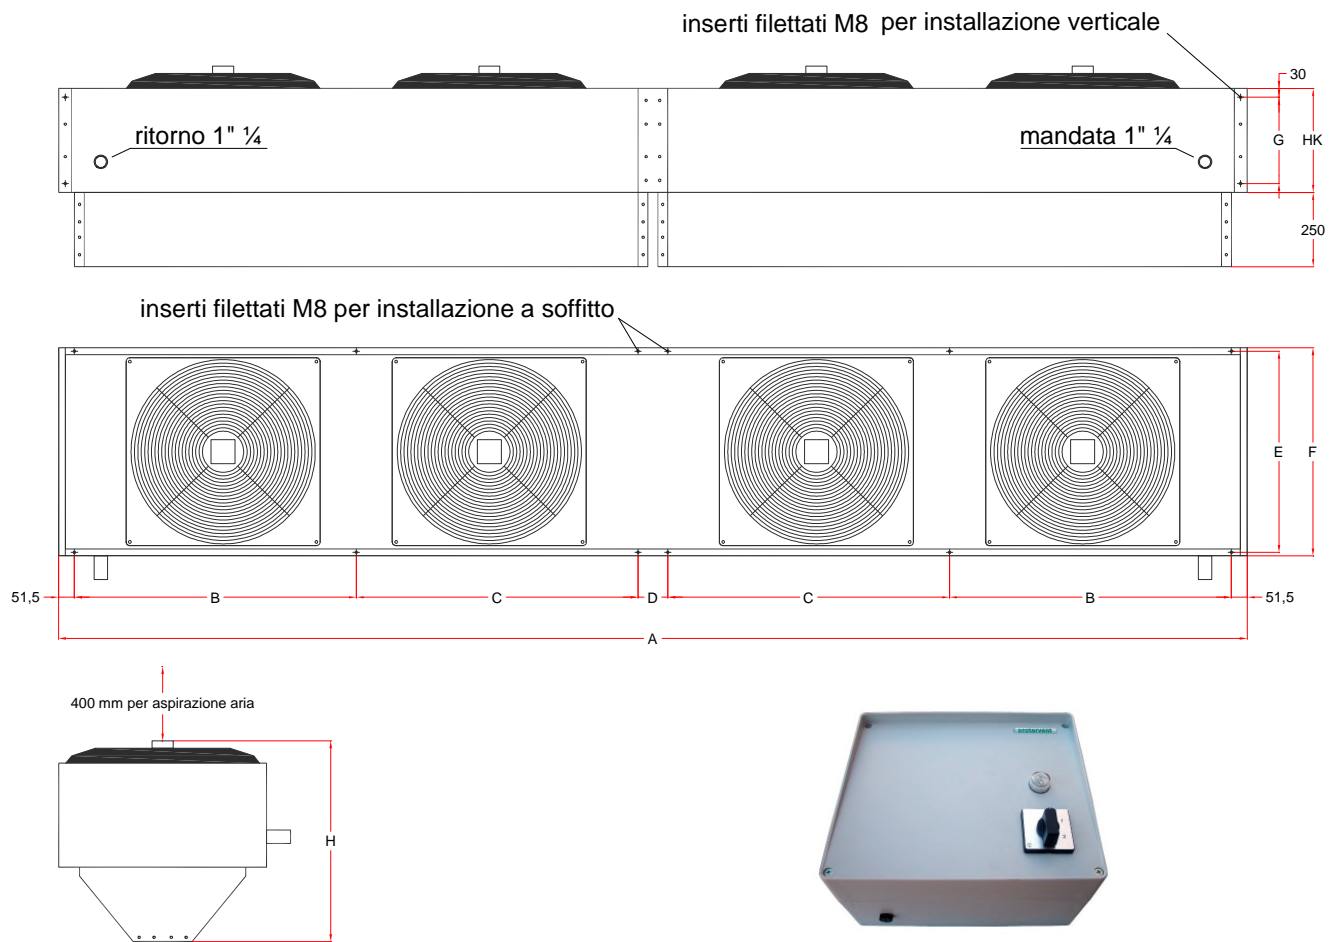 inserti filettati M8 per installazione verticale
30
ritorno 1" ¼
mandata 1" ¼
G
HK
250
inserti filettati M8 per installazione a soffitto
E
F
51,5
B
C
D
C
B
51,5
A
400 mm per aspirazione aria
H